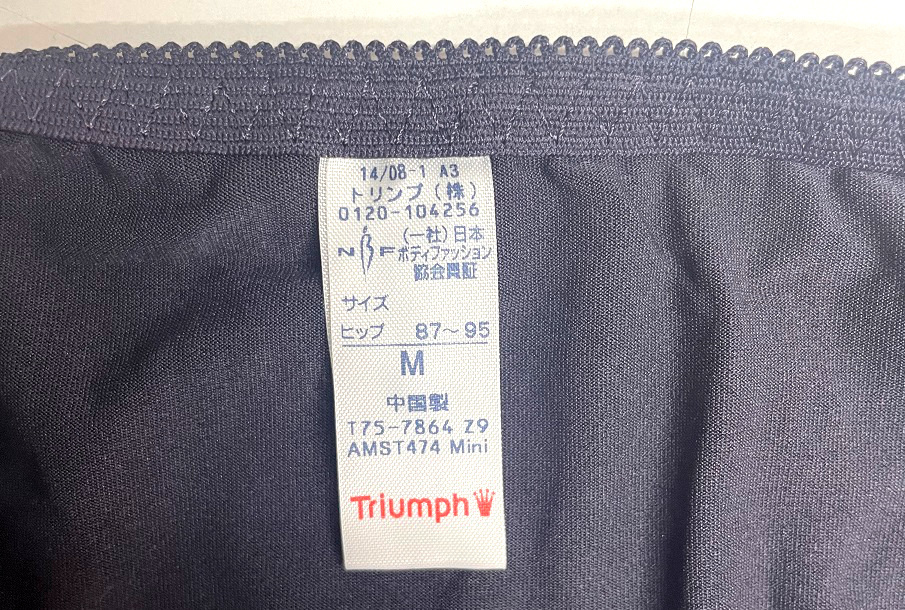 14/08-1 A3
トリンプ(株)
0120-104256
NBF (一社)日本
ボディファッション
協会員証
サイズ
ヒップ 87~95
M
中国製
T75-7864 Z9
AMST474 Mini
Triumph